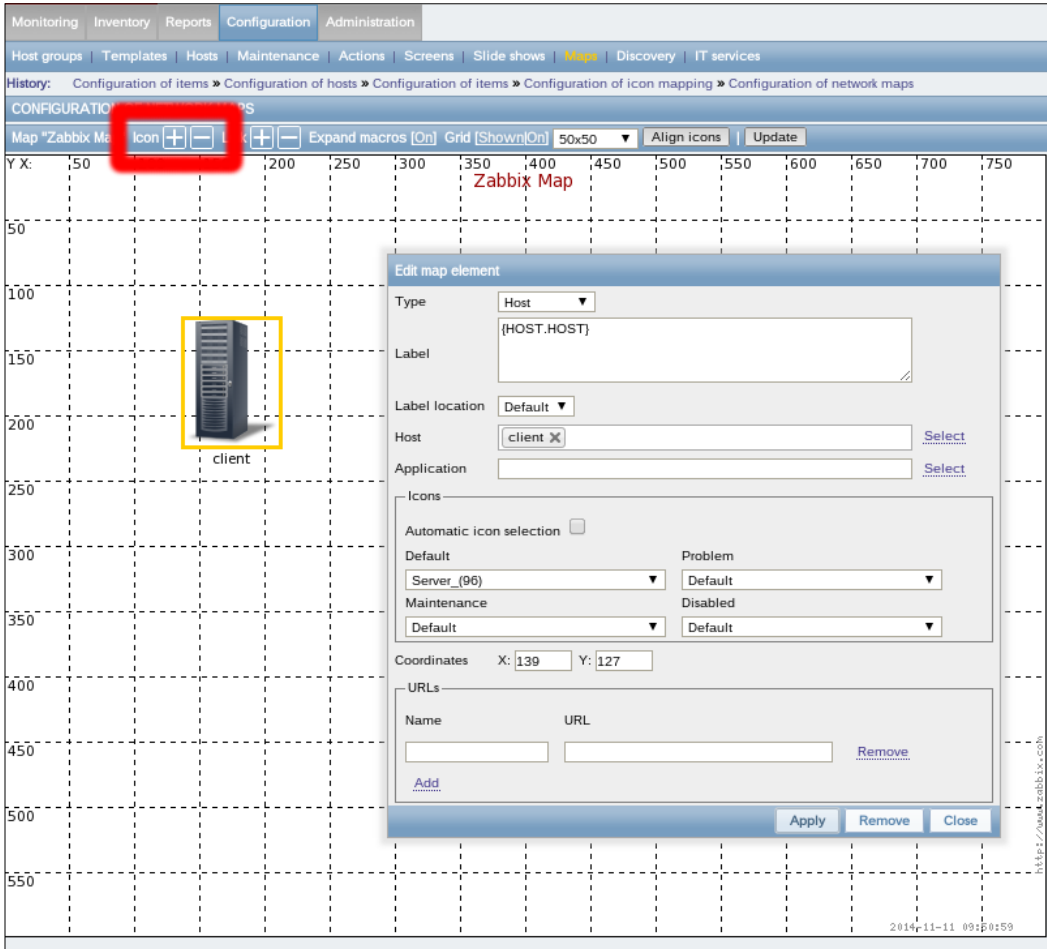 Monitoring Inventory Reports Configuration Administration
Host groups | Templates | Hosts | Maintenance | Actions | Screens | Slide shows | Maps | Discovery | IT services
History: Configuration of items » Configuration of hosts » Configuration of items » Configuration of icon mapping » Configuration of network maps
CONFIGURATION
Map "Zabbix Ma Icon + − + − Expand macros [On] Grid [Shown|On] 50x50 ▼ Align icons | Update
Y X: 50 100 150 200 250 300 350 400 450 500 550 600 650 700 750
Zabbix Map
50
Edit map element
100
Type Host ▼
{HOST.HOST}
Label
150
Label location Default ▼
200
Host client Select
client
Application Select
250
Icons
Automatic icon selection
300
Default Problem
Server_(96) ▼ Default ▼
Maintenance Disabled
350
Default ▼ Default ▼
Coordinates X: 139 Y: 127
400
URLs
Name URL
450
Remove
Add
500
Apply Remove Close
550
http://www.zabbix.com
2014-11-11 09:50:59